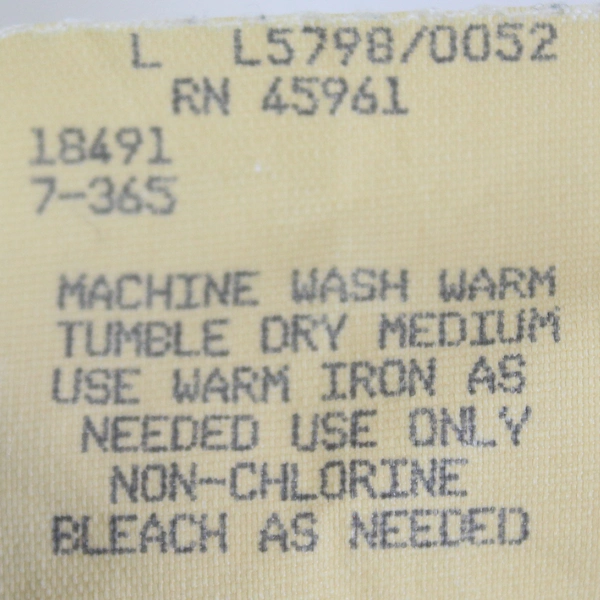 L L5798/0052
RN 45961
18491
7-365
MACHINE WASH WARM
TUMBLE DRY MEDIUM
USE WARM IRON AS
NEEDED USE ONLY
NON-CHLORINE
BLEACH AS NEEDED